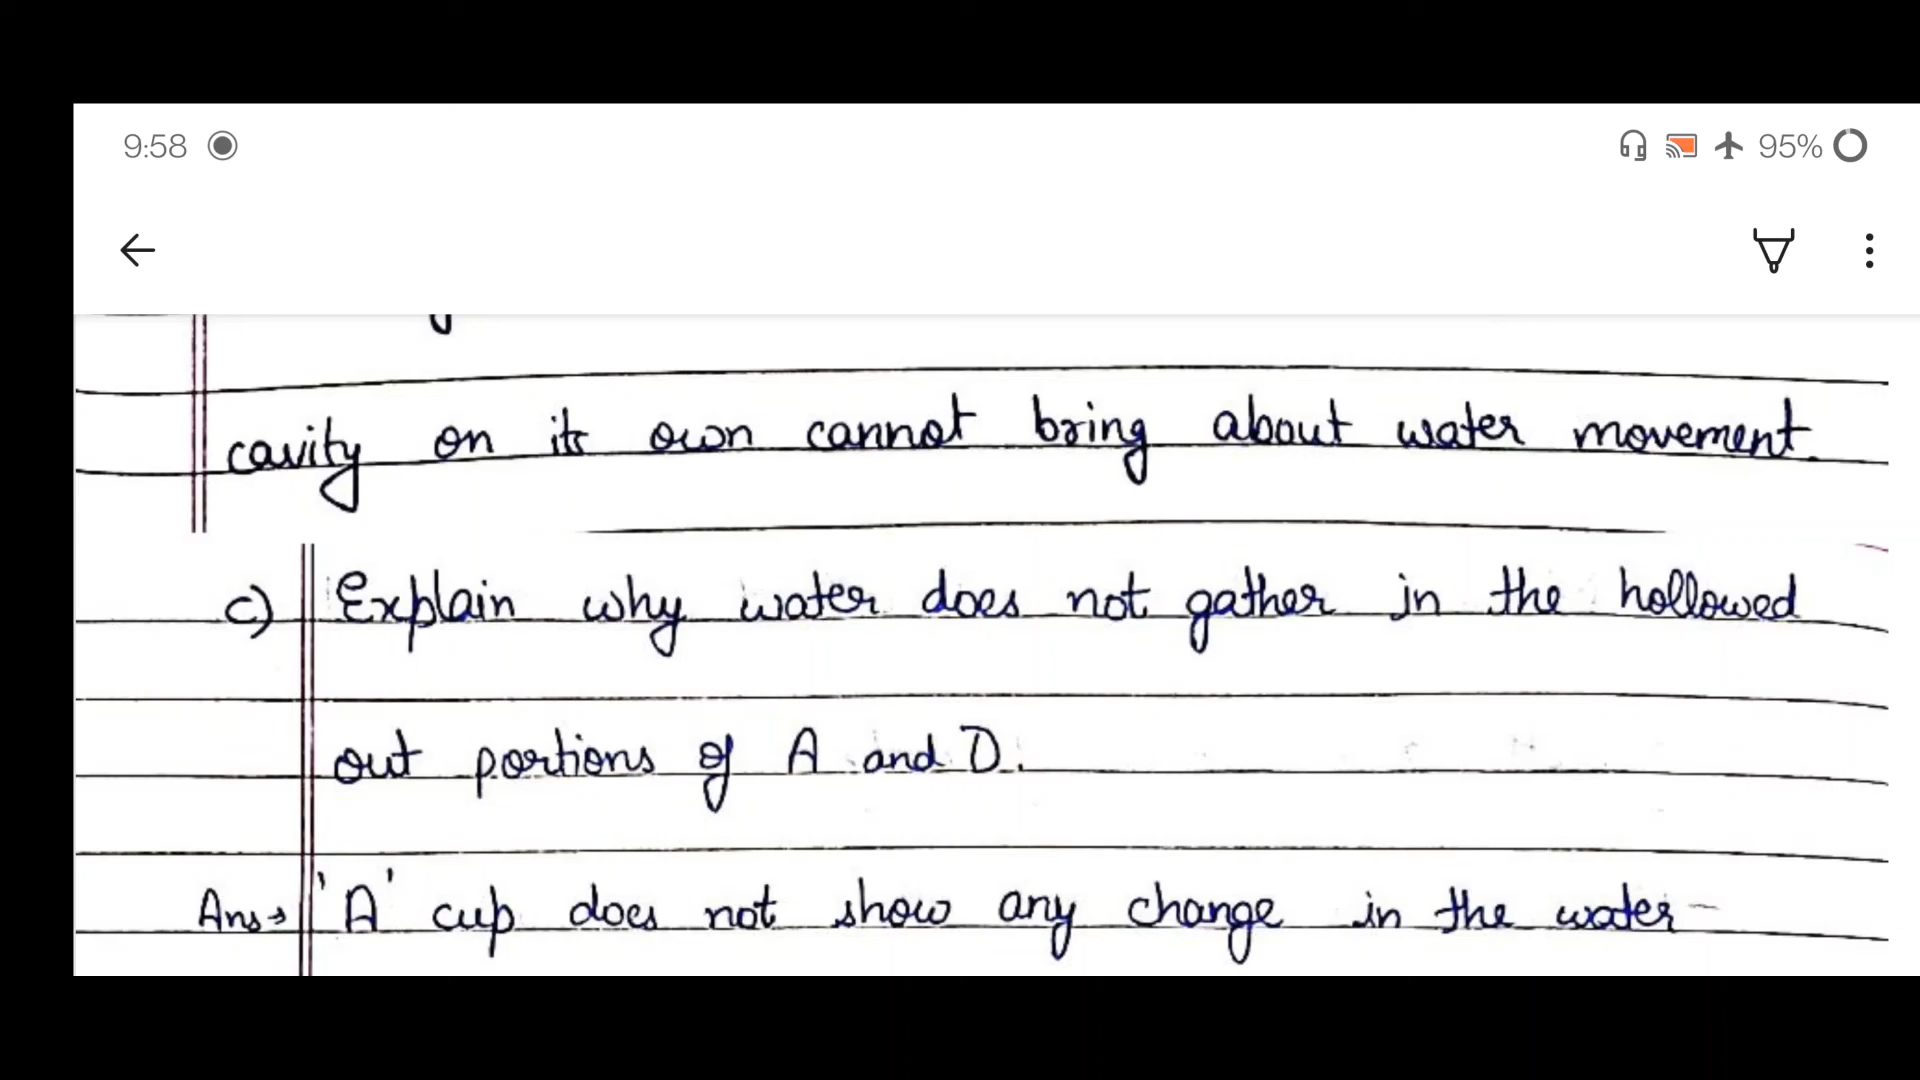 9:58
95%
cavity on its own cannot bring about water movement.
c) Explain why water does not gather in the hollowed
out portions of A and D.
Ans→ 'A' cup does not show any change in the water-